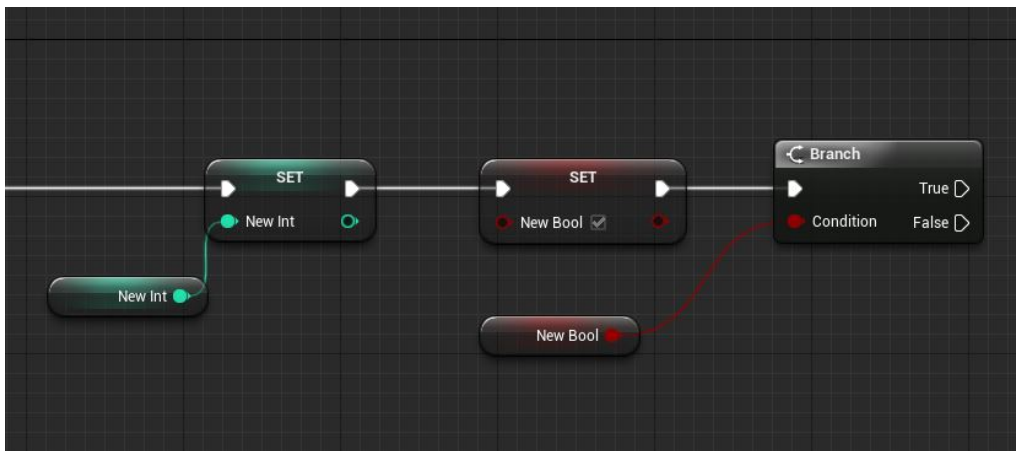 SET
New Int
New Int
SET
New Bool
New Bool
Branch
True
Condition
False